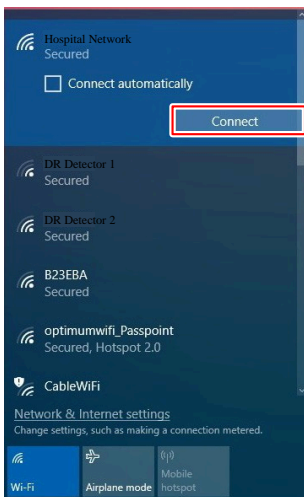 Hospital Network
Secured
Connect automatically
Connect
DR Detector 1
Secured
DR Detector 2
Secured
B23EBA
Secured
optimumwifi_Passpoint
Secured, Hotspot 2.0
CableWiFi
Network & Internet settings
Change settings, such as making a connection metered.
Wi-Fi
Airplane mode
Mobile
hotspot